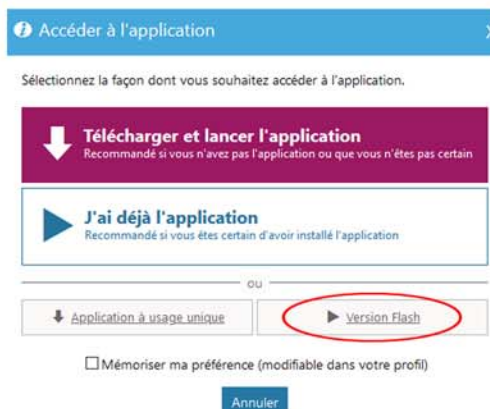 Accéder à l'application
Sélectionnez la façon dont vous souhaitez accéder à l'application.
Télécharger et lancer l'application
Recommandé si vous n'avez pas l'application ou que vous n'êtes pas certain
J'ai déjà l'application
Recommandé si vous êtes certain d'avoir installé l'application
ou
Application à usage unique
Version Flash
Mémoriser ma préférence (modifiable dans votre profil)
Annuler